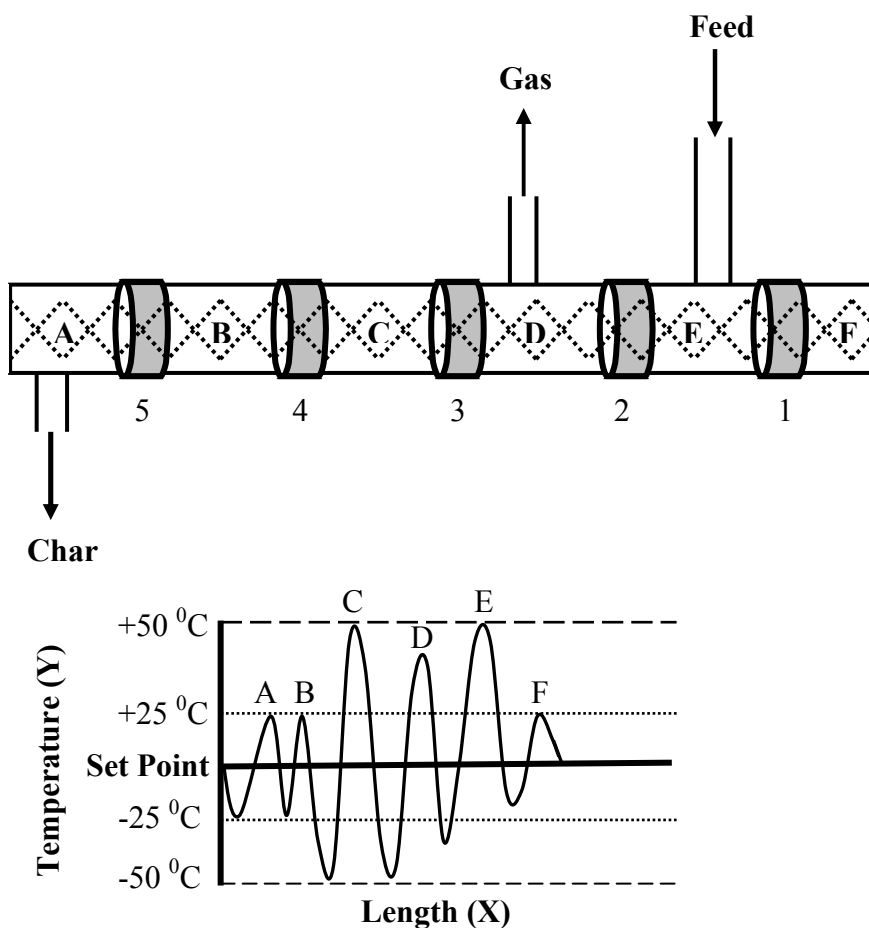 Feed
Gas
A B C D E F
5 4 3 2 1
Char
C E
+50 ⁰C
D
A B F
+25 ⁰C
Set Point
-25 ⁰C
-50 ⁰C
Temperature (Y)
Length (X)